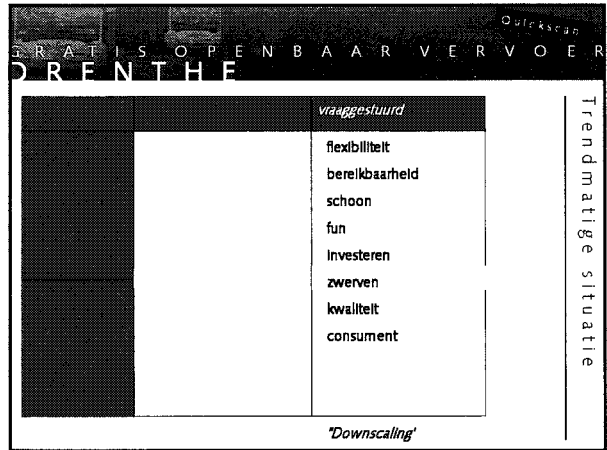 Quickscan
GRATIS OPENBAAR VERVOER
DRENTHE
vraaggestuurd
flexibiliteit
bereikbaarheid
schoon
fun
investeren
zwerven
kwaliteit
consument
"Downscaling'
Trendmatige situatie